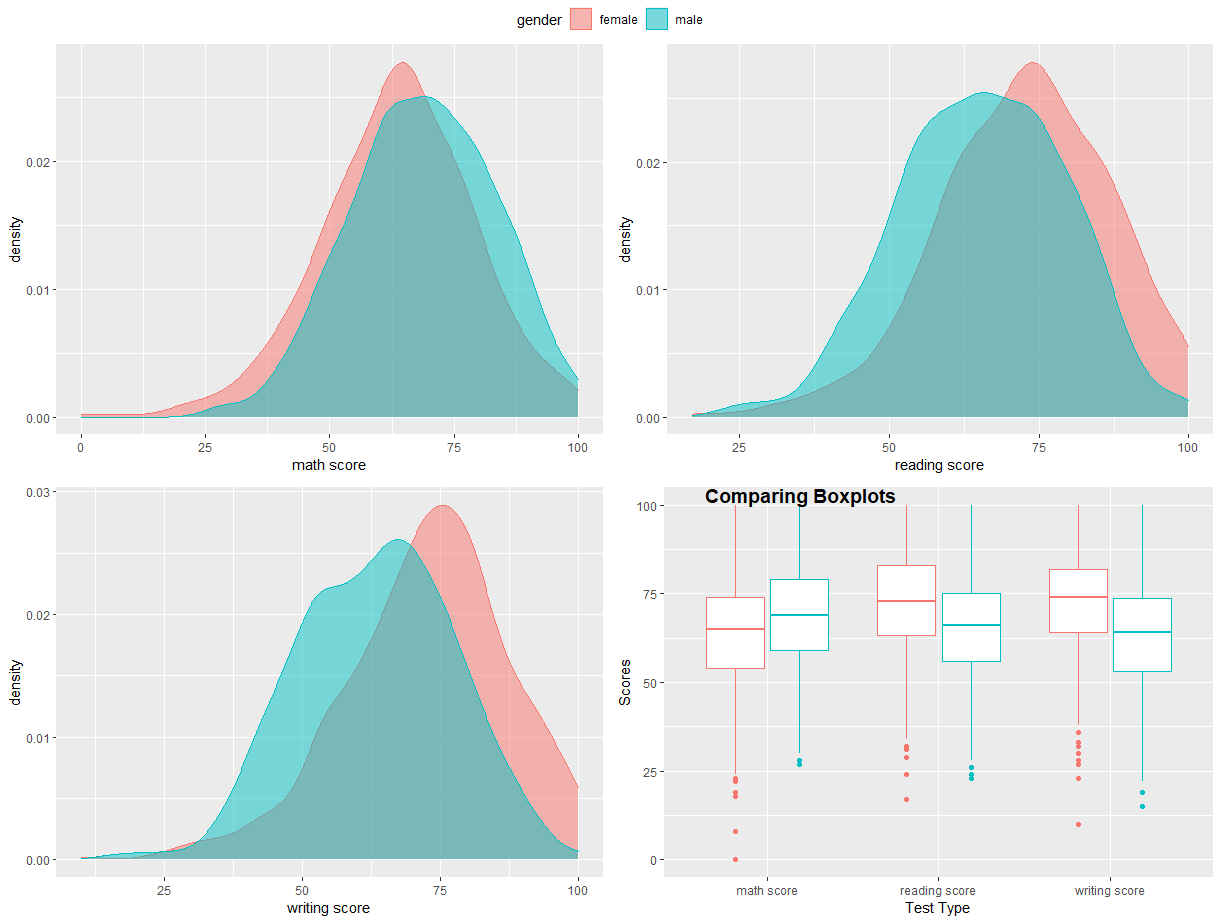 gender female male
density
0.02
0.01
0.00
0 25 50 75 100
math score
density
0.02
0.01
0.00
25 50 75 100
reading score
density
0.03
0.02
0.01
0.00
25 50 75 100
writing score
Comparing Boxplots
Scores
100
75
50
25
0
math score reading score writing score
Test Type